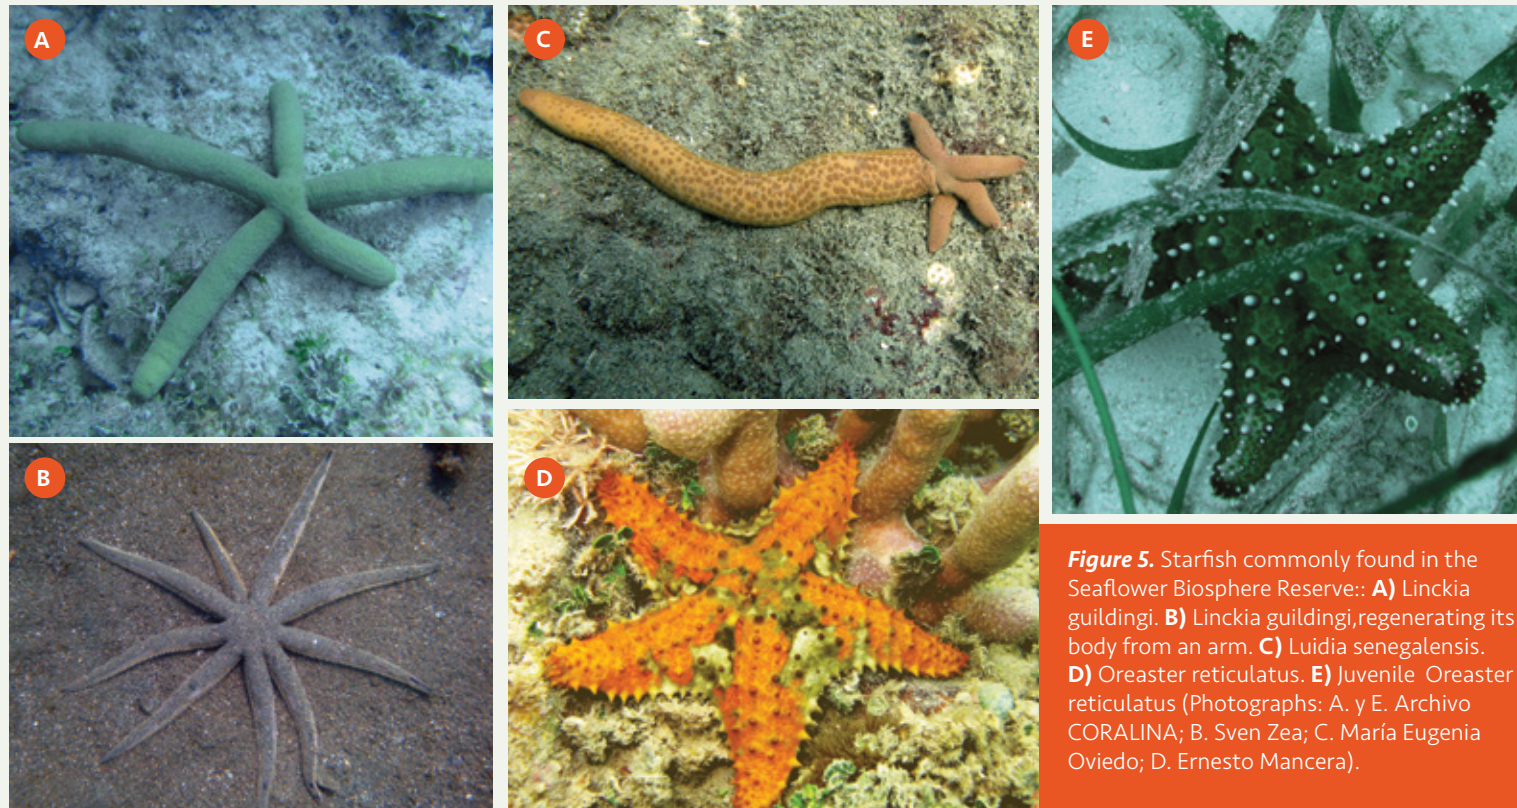 A
C
E
B
D
Figure 5. Starfish commonly found in the
Seaflower Biosphere Reserve:: A) Linckia
guildingi. B) Linckia guildingi,regenerating its
body from an arm. C) Luidia senegalensis.
D) Oreaster reticulatus. E) Juvenile Oreaster
reticulatus (Photographs: A. y E. Archivo
CORALINA; B. Sven Zea; C. María Eugenia
Oviedo; D. Ernesto Mancera).